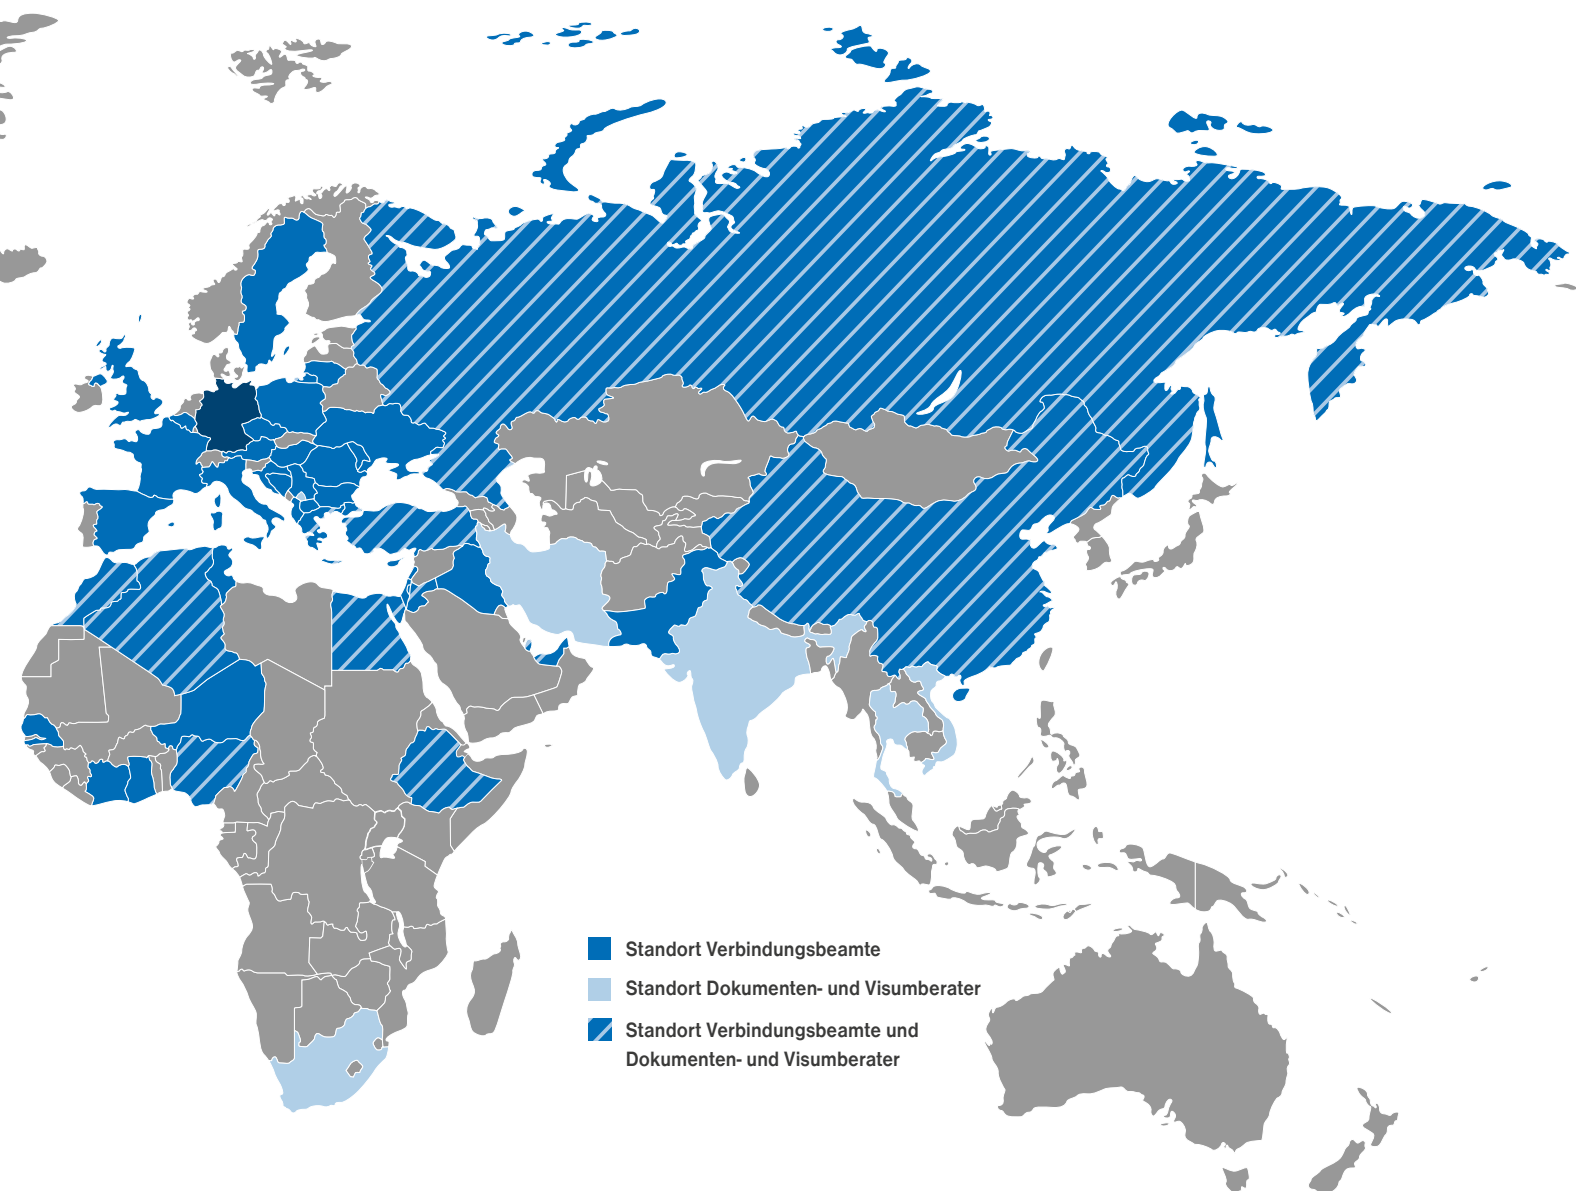 Standort Verbindungsbeamte
Standort Dokumenten- und Visumberater
Standort Verbindungsbeamte und
Dokumenten- und Visumberater